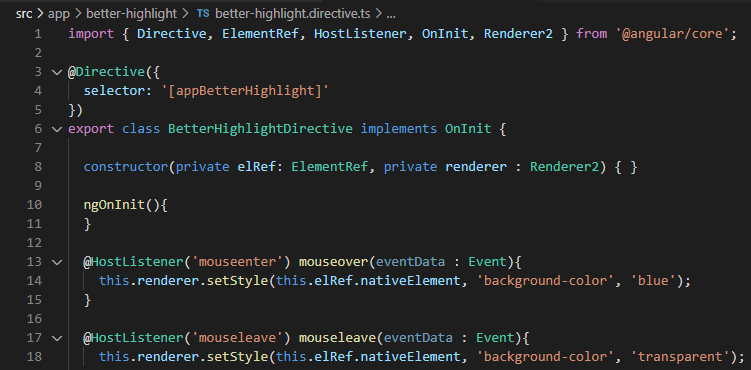 src > app > better-highlight > TS better-highlight.directive.ts > ...
1 import { Directive, ElementRef, HostListener, OnInit, Renderer2 } from '@angular/core';
2
3 @Directive({
4   selector: '[appBetterHighlight]'
5 })
6 export class BetterHighlightDirective implements OnInit {
7
8   constructor(private elRef: ElementRef, private renderer : Renderer2) { }
9
10   ngOnInit(){
11   }
12
13   @HostListener('mouseenter') mouseover(eventData : Event){
14     this.renderer.setStyle(this.elRef.nativeElement, 'background-color', 'blue');
15   }
16
17   @HostListener('mouseleave') mouseleave(eventData : Event){
18     this.renderer.setStyle(this.elRef.nativeElement, 'background-color', 'transparent');